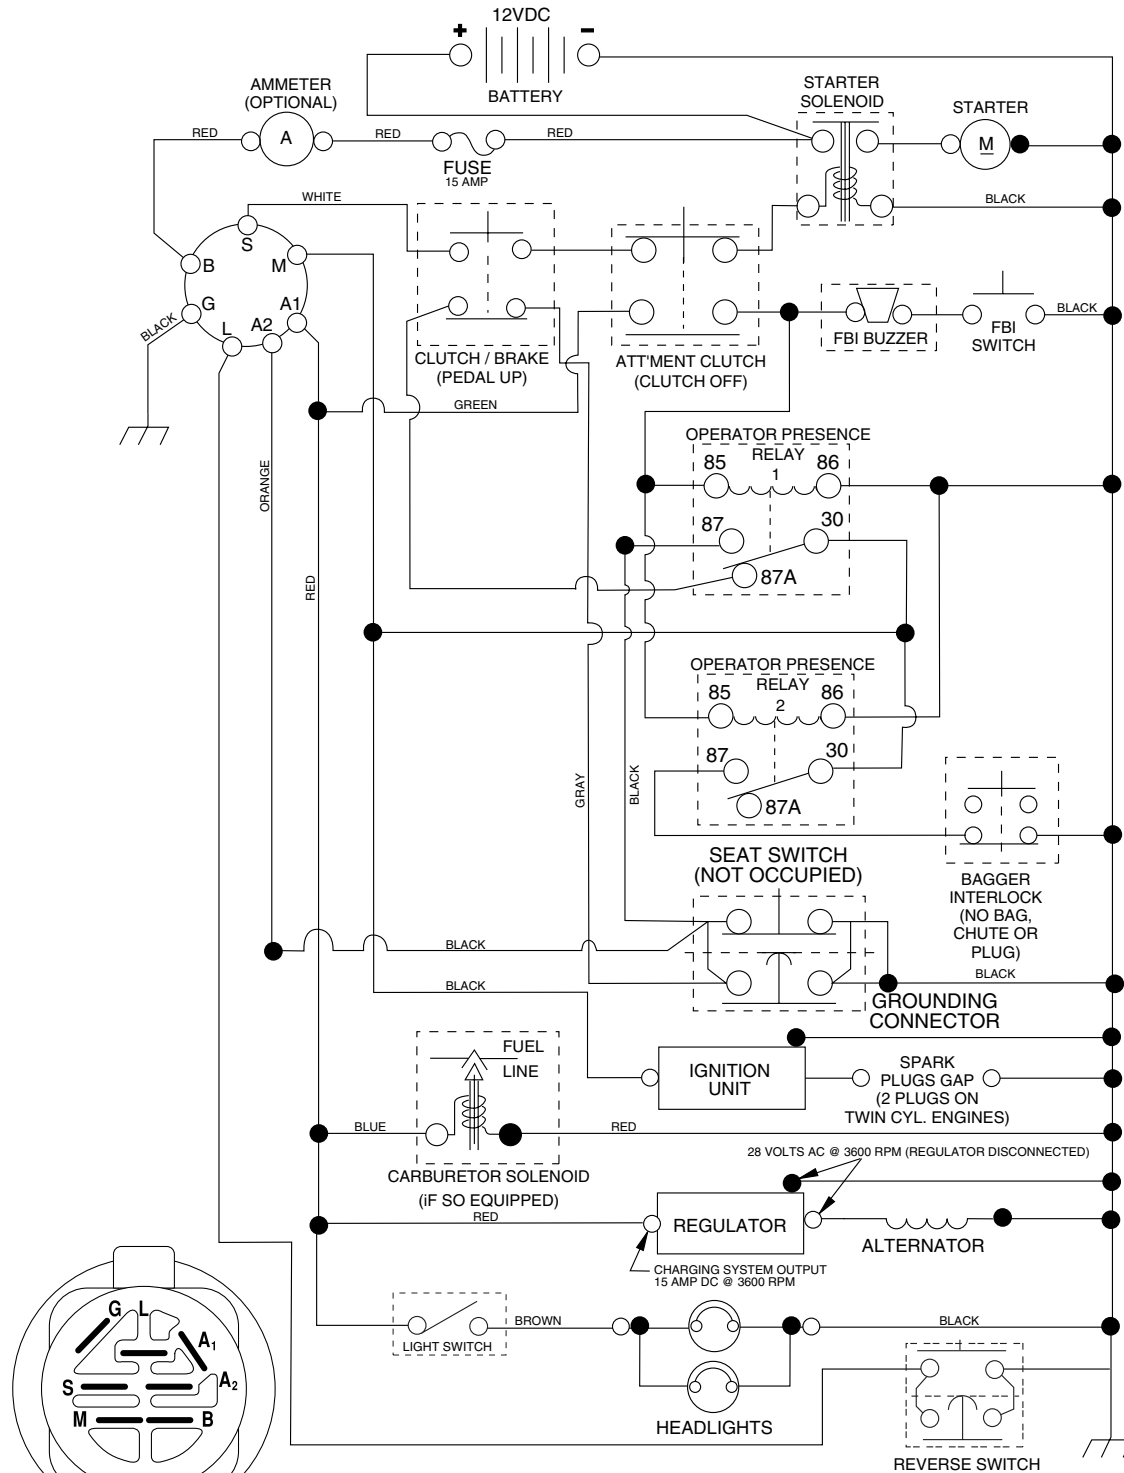 12VDC
+
-
BATTERY
AMMETER
(OPTIONAL)
STARTER
SOLENOID
STARTER
RED
A
RED
RED
M
FUSE
15 AMP
WHITE
BLACK
S
B
M
G
A1
L
A2
BLACK
CLUTCH / BRAKE
(PEDAL UP)
ATT'MENT CLUTCH
(CLUTCH OFF)
FBI BUZZER
FBI
SWITCH
BLACK
GREEN
OPERATOR PRESENCE
RELAY
1
85
86
87
30
87A
ORANGE
RED
OPERATOR PRESENCE
RELAY
2
85
86
87
30
87A
GRAY
BLACK
SEAT SWITCH
(NOT OCCUPIED)
BAGGER
INTERLOCK
(NO BAG,
CHUTE OR
PLUG)
BLACK
BLACK
BLACK
GROUNDING
CONNECTOR
FUEL
LINE
IGNITION
UNIT
SPARK
PLUGS GAP
(2 PLUGS ON
TWIN CYL. ENGINES)
BLUE
RED
CARBURETOR SOLENOID
(iF SO EQUIPPED)
28 VOLTS AC @ 3600 RPM (REGULATOR DISCONNECTED)
RED
REGULATOR
ALTERNATOR
CHARGING SYSTEM OUTPUT
15 AMP DC @ 3600 RPM
G
L
A1
A2
S
M
B
LIGHT SWITCH
BROWN
BLACK
HEADLIGHTS
REVERSE SWITCH